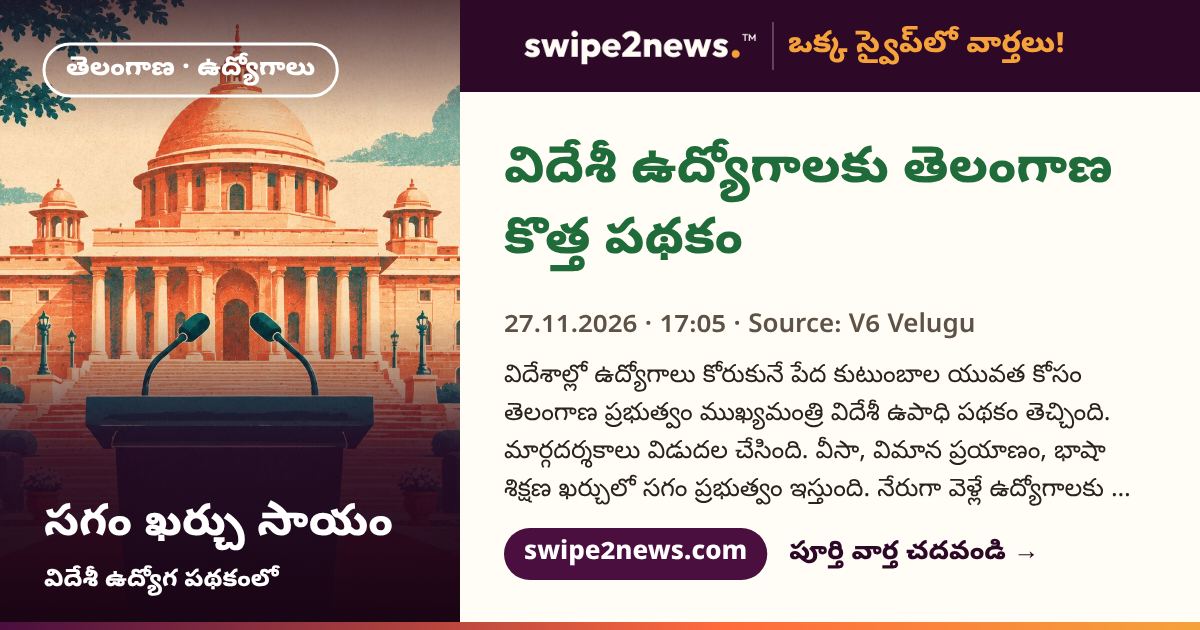 తెలంగాణ · ఉద్యోగాలు
సగం ఖర్చు సాయం
విదేశీ ఉద్యోగ పథకంలో
swipe2news.™
ఒక్క స్వైప్‌లో వార్తలు!
విదేశీ ఉద్యోగాలకు తెలంగాణ
కొత్త పథకం
27.11.2026 · 17:05 · Source: V6 Velugu
విదేశాల్లో ఉద్యోగాలు కోరుకునే పేద కుటుంబాల యువత కోసం
తెలంగాణ ప్రభుత్వం ముఖ్యమంత్రి విదేశీ ఉపాధి పథకం తెచ్చింది.
మార్గదర్శకాలు విడుదల చేసింది. వీసా, విమాన ప్రయాణం, భాషా
శిక్షణ ఖర్చులో సగం ప్రభుత్వం ఇస్తుంది. నేరుగా వెళ్లే ఉద్యోగాలకు ...
swipe2news.com
పూర్తి వార్త చదవండి →